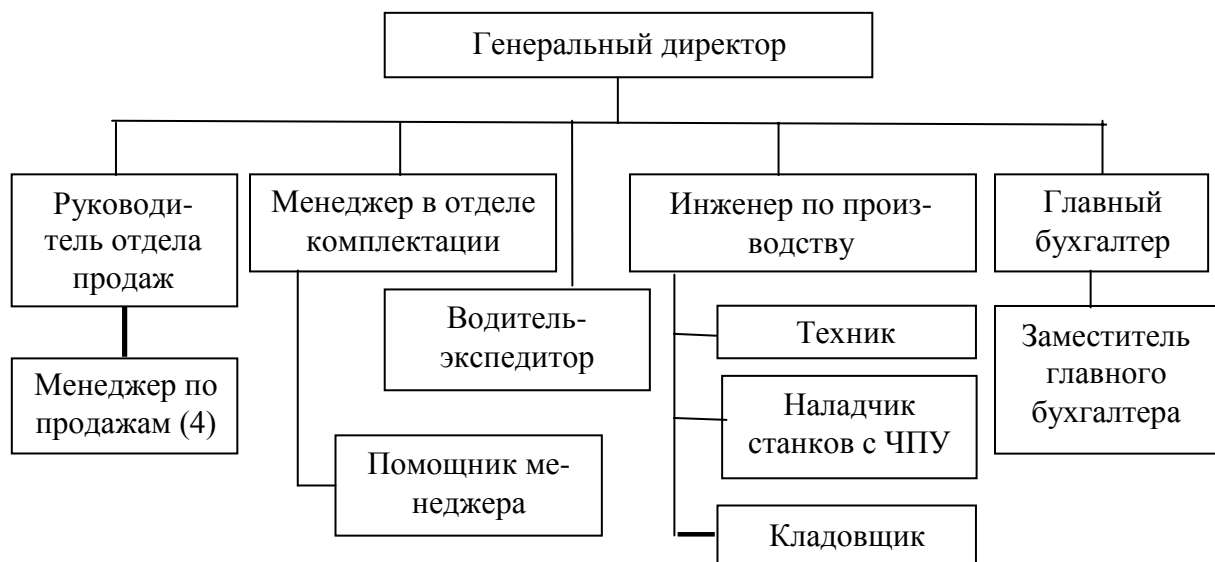 Генеральный директор
Руководи-
тель отдела
продаж
Менеджер в отделе
комплектации
Инженер по произ-
водству
Главный
бухгалтер
Водитель-
экспедитор
Техник
Заместитель
главного
бухгалтера
Менеджер по
продажам (4)
Наладчик
станков с ЧПУ
Помощник ме-
неджера
Кладовщик